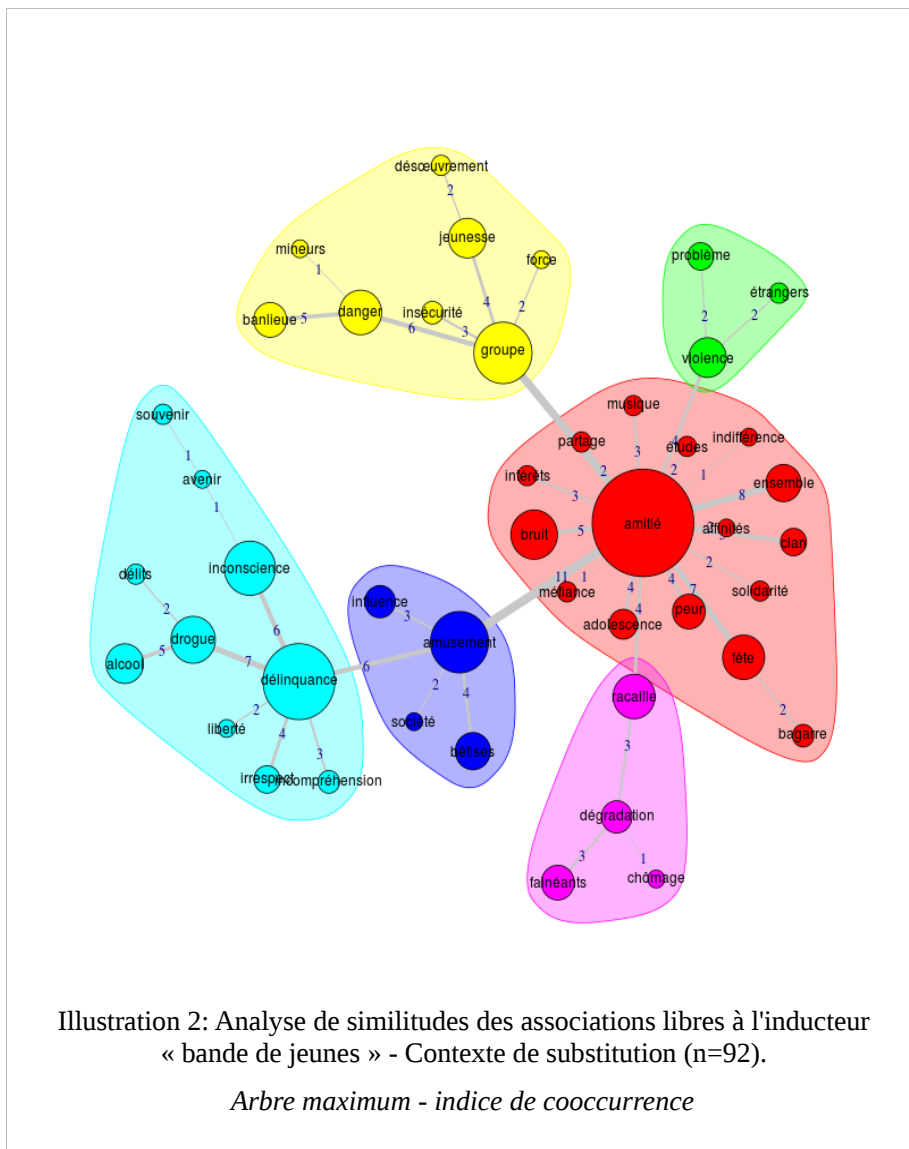 désœuvrement
2
jeunesse
mineurs
force
1
4
2
insécurité
banlieue
5
danger
6
3
groupe
problème
étrangers
2
2
violence
souvenir
musique
partage
4
études
indifférence
1
avenir
intérêts
2
3
2
1
ensemble
3
8
1
bruit
5
amitié
affinités
clan
inconscience
délits
11
1
4
7
2
solidarité
méfiance
4
peur
2
influence
3
adolescence
4
6
drogue
amusement
fête
alcool
5
7
délinquance
6
2
4
racaille
2
liberté
2
société
bagarre
4
3
bêtises
3
irrespect
incompréhension
dégradation
3
1
fainéants
chômage
Illustration 2: Analyse de similitudes des associations libres à l'inducteur
« bande de jeunes » - Contexte de substitution (n=92).
Arbre maximum - indice de cooccurrence